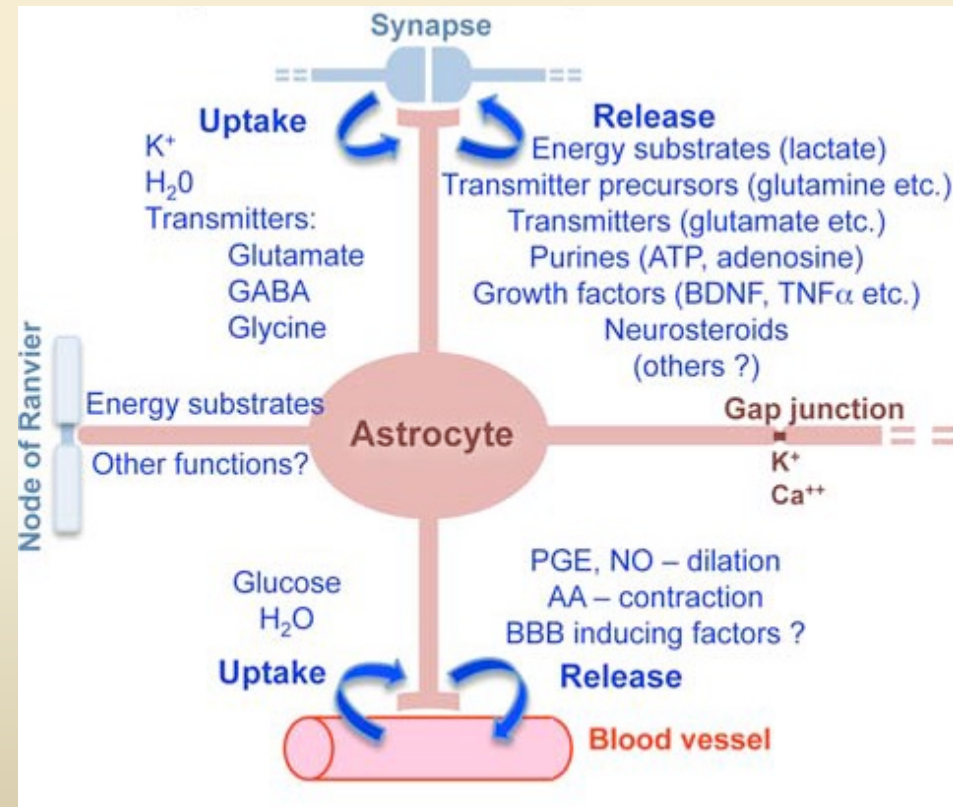 Synapse
Uptake
K⁺
H₂0
Transmitters:
Glutamate
GABA
Glycine
Release
Energy substrates (lactate)
Transmitter precursors (glutamine etc.)
Transmitters (glutamate etc.)
Purines (ATP, adenosine)
Growth factors (BDNF, TNFα etc.)
Neurosteroids
(others ?)
Node of Ranvier
Energy substrates
Other functions?
Astrocyte
Gap junction
K⁺
Ca⁺⁺
Glucose
H₂O
Uptake
PGE, NO – dilation
AA – contraction
BBB inducing factors ?
Release
Blood vessel